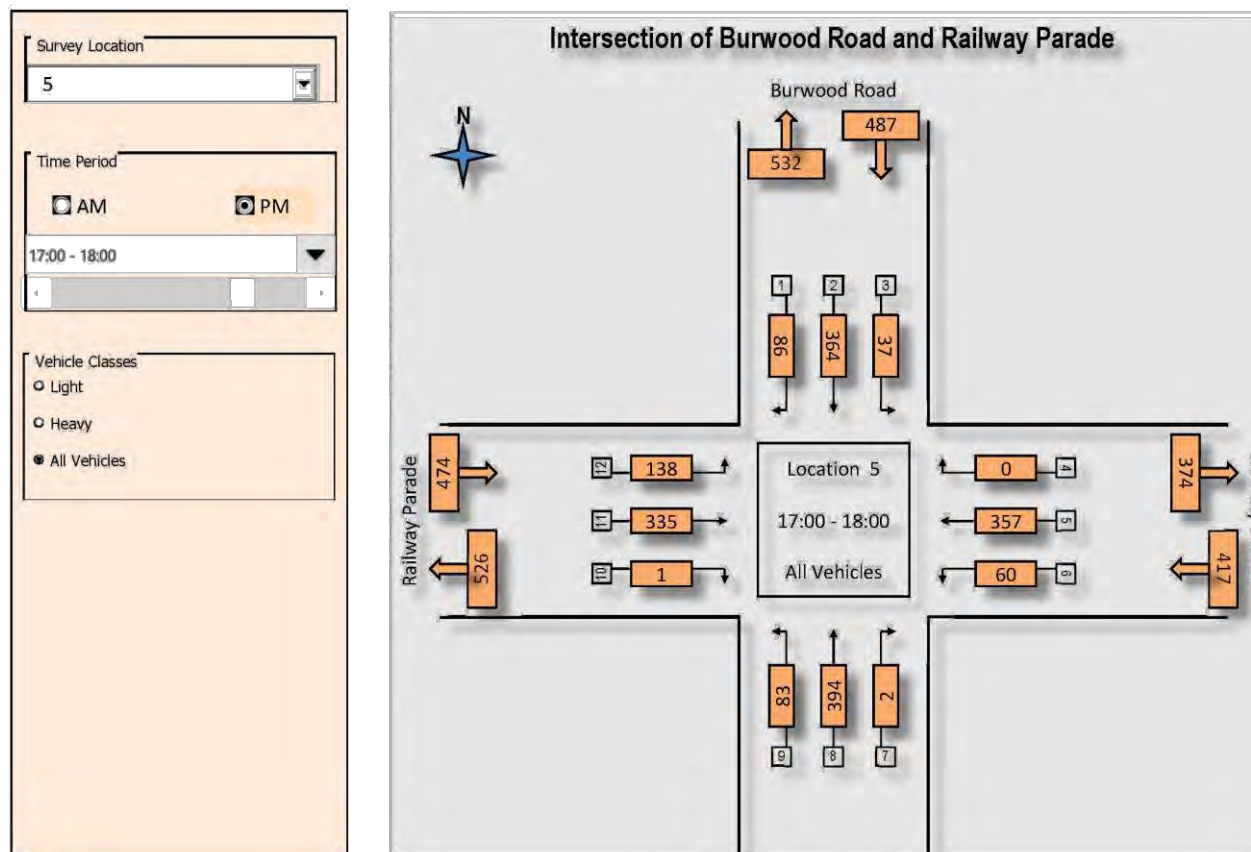 Survey Location
5
Time Period
AM
PM
17:00 - 18:00
Vehicle Classes
Light
Heavy
All Vehicles
Intersection of Burwood Road and Railway Parade
Burwood Road
N
532
487
1
2
3
86
364
37
Railway Parade
474
526
12
138
11
335
10
1
Location 5
17:00 - 18:00
All Vehicles
0
4
357
5
60
6
374
417
83
394
2
9
8
7